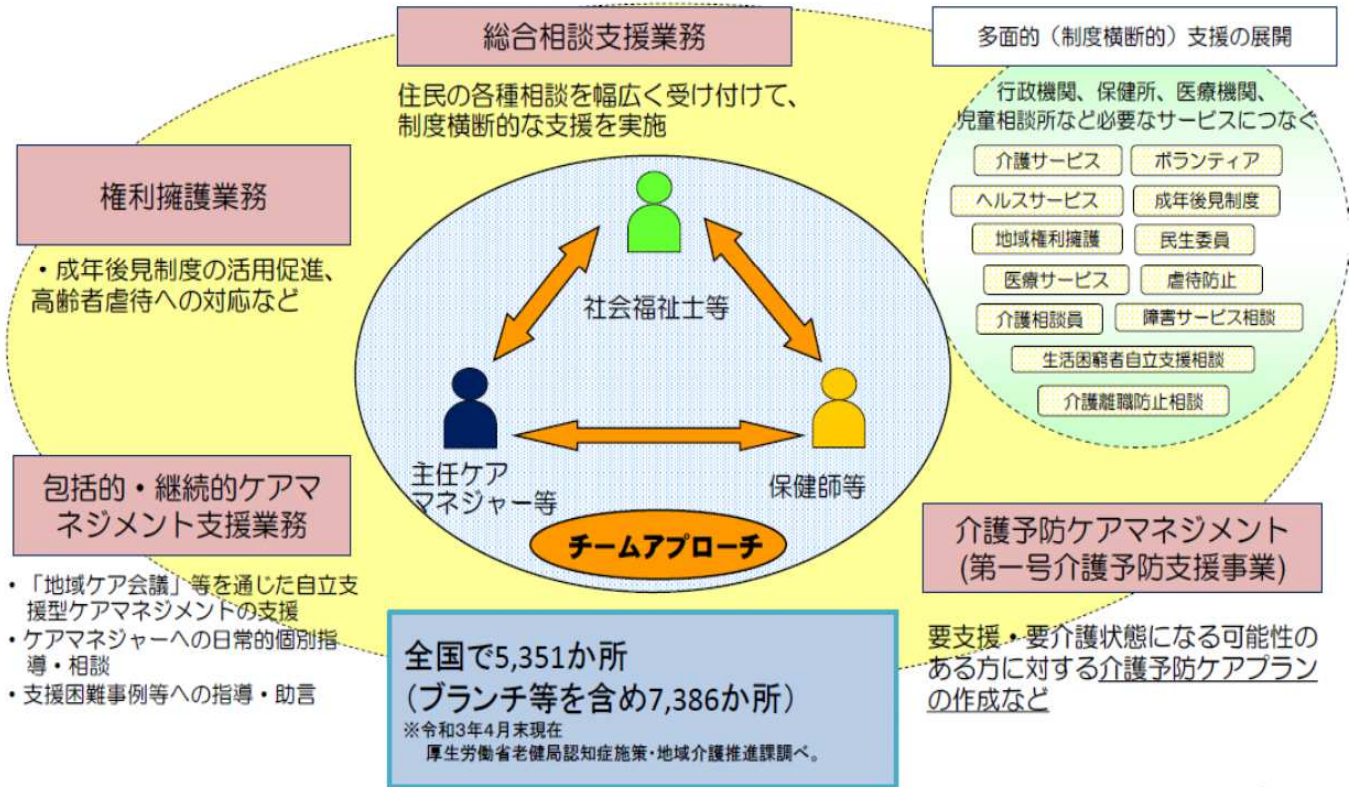 総合相談支援業務
住民の各種相談を幅広く受け付けて、
制度横断的な支援を実施
多面的（制度横断的）支援の展開
行政機関、保健所、医療機関、
児童相談所など必要なサービスにつなぐ
介護サービス
ボランティア
ヘルスサービス
成年後見制度
地域権利擁護
民生委員
医療サービス
虐待防止
介護相談員
障害サービス相談
生活困窮者自立支援相談
介護離職防止相談
権利擁護業務
・成年後見制度の活用促進、
高齢者虐待への対応など
社会福祉士等
主任ケア
マネジャー等
保健師等
チームアプローチ
包括的・継続的ケアマ
ネジメント支援業務
・「地域ケア会議」等を通じた自立支
援型ケアマネジメントの支援
・ケアマネジャーへの日常的個別指
導・相談
・支援困難事例等への指導・助言
全国で5,351か所
（ブランチ等を含め7,386か所）
※令和3年4月末現在
厚生労働省老健局認知症施策・地域介護推進課調べ。
介護予防ケアマネジメント
(第一号介護予防支援事業)
要支援・要介護状態になる可能性の
ある方に対する介護予防ケアプラン
の作成など